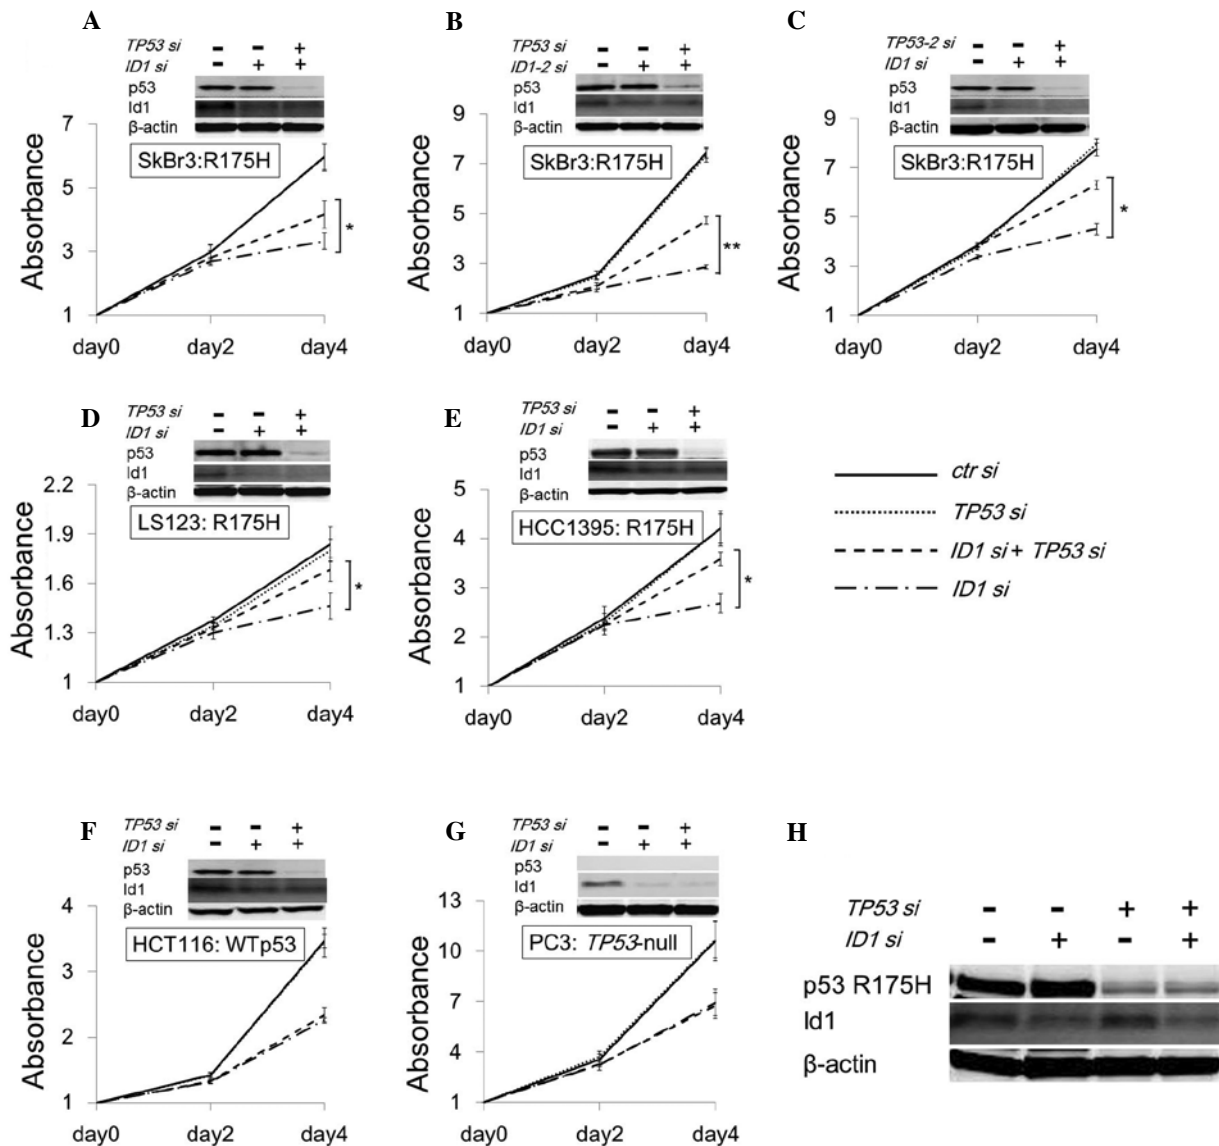 A
TP53 si - - +
ID1 si - + +
p53
Id1
β-actin
SkBr3:R175H
Absorbance
7
5
3
1
*
day0 day2 day4
B
TP53 si - - +
ID1-2 si - + +
p53
Id1
β-actin
SkBr3:R175H
Absorbance
9
7
5
3
1
**
day0 day2 day4
C
TP53-2 si - - +
ID1 si - + +
p53
Id1
β-actin
SkBr3:R175H
Absorbance
9
7
5
3
1
*
day0 day2 day4
D
TP53 si - - +
ID1 si - + +
p53
Id1
β-actin
LS123: R175H
Absorbance
2.2
1.9
1.6
1.3
1
*
day0 day2 day4
E
TP53 si - - +
ID1 si - + +
p53
Id1
β-actin
HCC1395: R175H
Absorbance
5
4
3
2
1
*
day0 day2 day4
ctr si
TP53 si
ID1 si + TP53 si
ID1 si
F
TP53 si - - +
ID1 si - + +
p53
Id1
β-actin
HCT116: WTp53
Absorbance
4
3
2
1
day0 day2 day4
G
TP53 si - - +
ID1 si - + +
p53
Id1
β-actin
PC3: TP53-null
Absorbance
13
10
7
4
1
day0 day2 day4
H
TP53 si - - + +
ID1 si - + - +
p53 R175H
Id1
β-actin